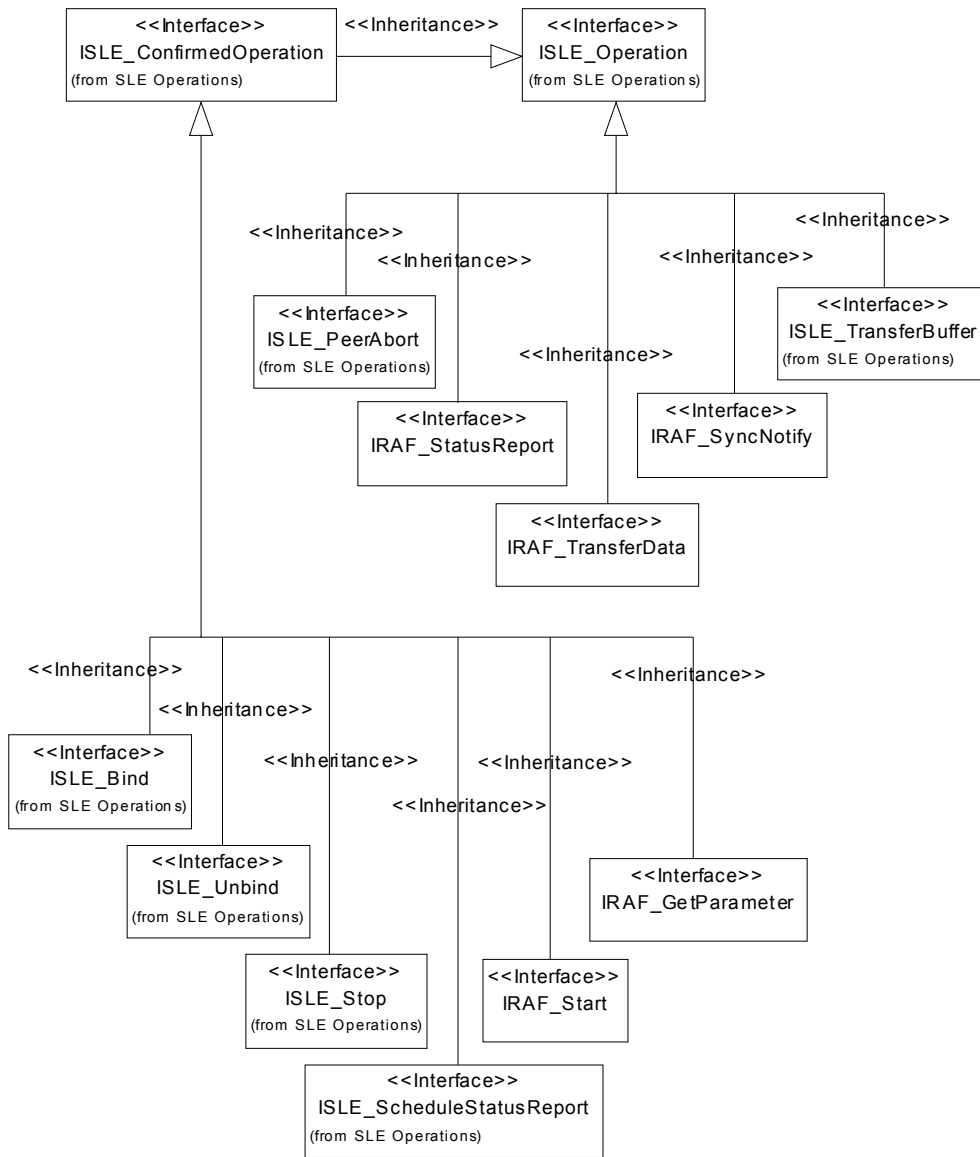 <<Interface>>
ISLE_ConfirmedOperation
(from SLE Operations)
<<Inheritance>>
<<Interface>>
ISLE_Operation
(from SLE Operations)
<<Inheritance>>
<<Inheritance>>
<<Inheritance>>
<<Inheritance>>
<<Inheritance>>
<<Interface>>
ISLE_PeerAbort
(from SLE Operations)
<<Interface>>
IRAF_StatusReport
<<Interface>>
IRAF_TransferData
<<Interface>>
IRAF_SyncNotify
<<Interface>>
ISLE_TransferBuffer
(from SLE Operations)
<<Inheritance>>
<<Inheritance>>
<<Inheritance>>
<<Inheritance>>
<<Inheritance>>
<<Inheritance>>
<<Interface>>
ISLE_Bind
(from SLE Operations)
<<Interface>>
ISLE_Unbind
(from SLE Operations)
<<Interface>>
ISLE_Stop
(from SLE Operations)
<<Interface>>
ISLE_ScheduleStatusReport
(from SLE Operations)
<<Interface>>
IRAF_Start
<<Interface>>
IRAF_GetParameter